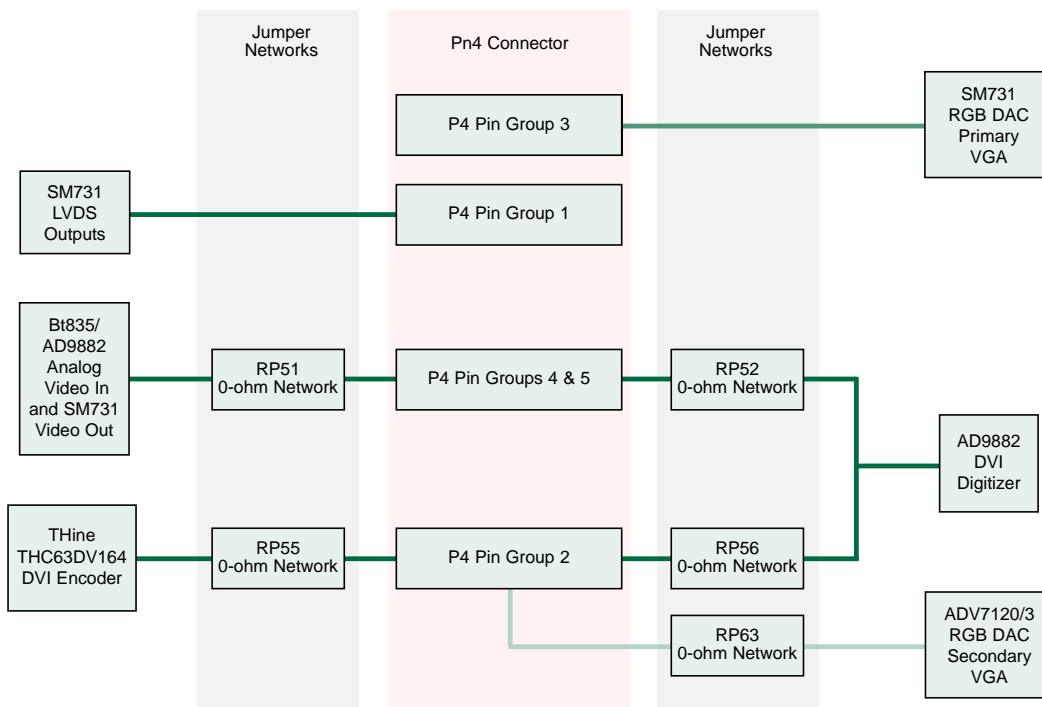 Jumper
Networks
Pn4 Connector
Jumper
Networks
P4 Pin Group 3
SM731
RGB DAC
Primary
VGA
SM731
LVDS
Outputs
P4 Pin Group 1
Bt835/
AD9882
Analog
Video In
and SM731
Video Out
RP51
0-ohm Network
P4 Pin Groups 4 & 5
RP52
0-ohm Network
AD9882
DVI
Digitizer
THine
THC63DV164
DVI Encoder
RP55
0-ohm Network
P4 Pin Group 2
RP56
0-ohm Network
RP63
0-ohm Network
ADV7120/3
RGB DAC
Secondary
VGA